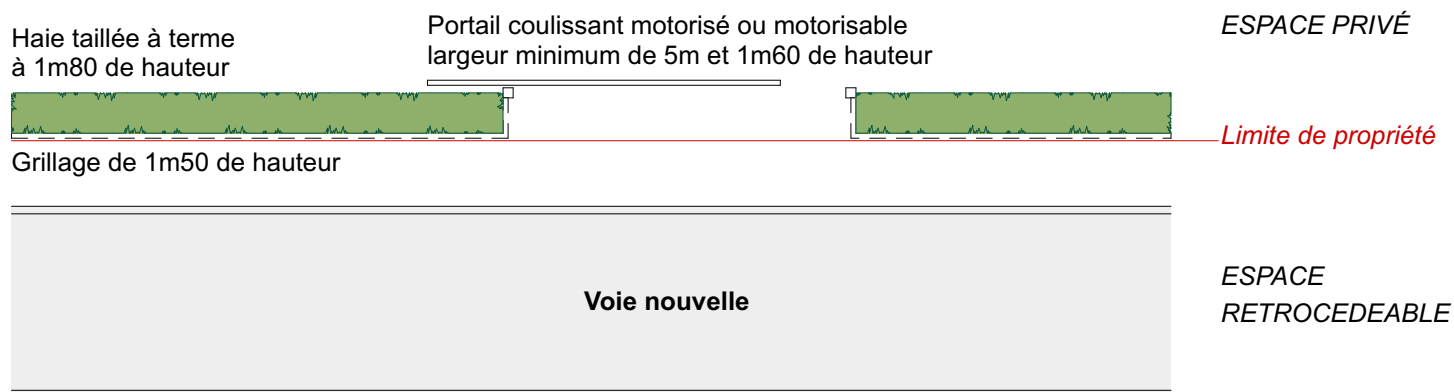 Haie taillée à terme
à 1m80 de hauteur
Portail coulissant motorisé ou motorisable
largeur minimum de 5m et 1m60 de hauteur
ESPACE PRIVÉ
Limite de propriété
Grillage de 1m50 de hauteur
Voie nouvelle
ESPACE
RETROCEDEABLE